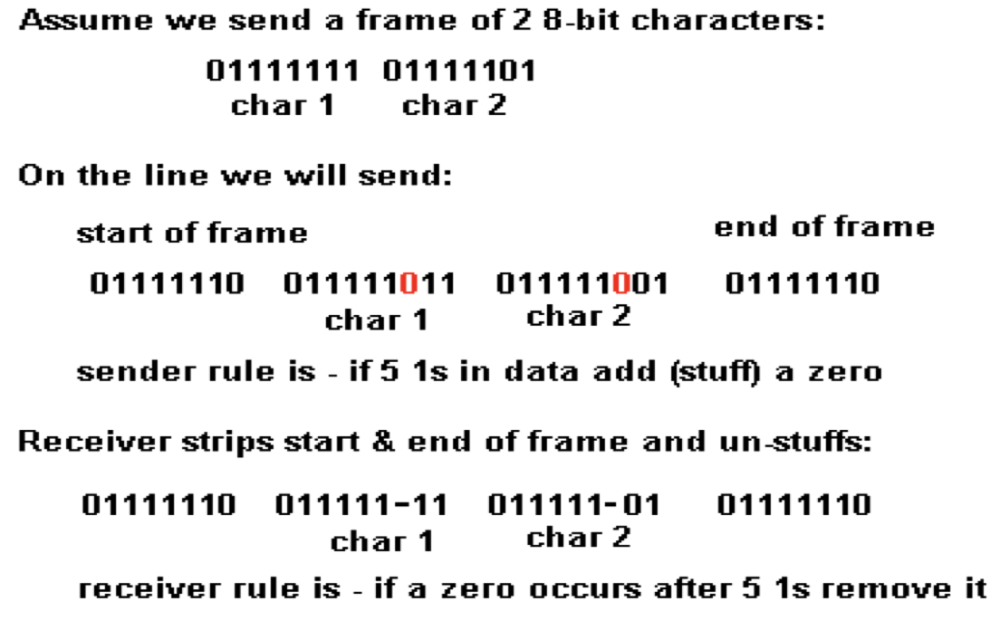 Assume we send a frame of 2 8-bit characters:
01111111 01111101
char 1 char 2
On the line we will send:
start of frame end of frame
01111110 011111011 011111001 01111110
char 1 char 2
sender rule is - if 5 1s in data add (stuff) a zero
Receiver strips start & end of frame and un-stuffs:
01111110 011111-11 011111-01 01111110
char 1 char 2
receiver rule is - if a zero occurs after 5 1s remove it